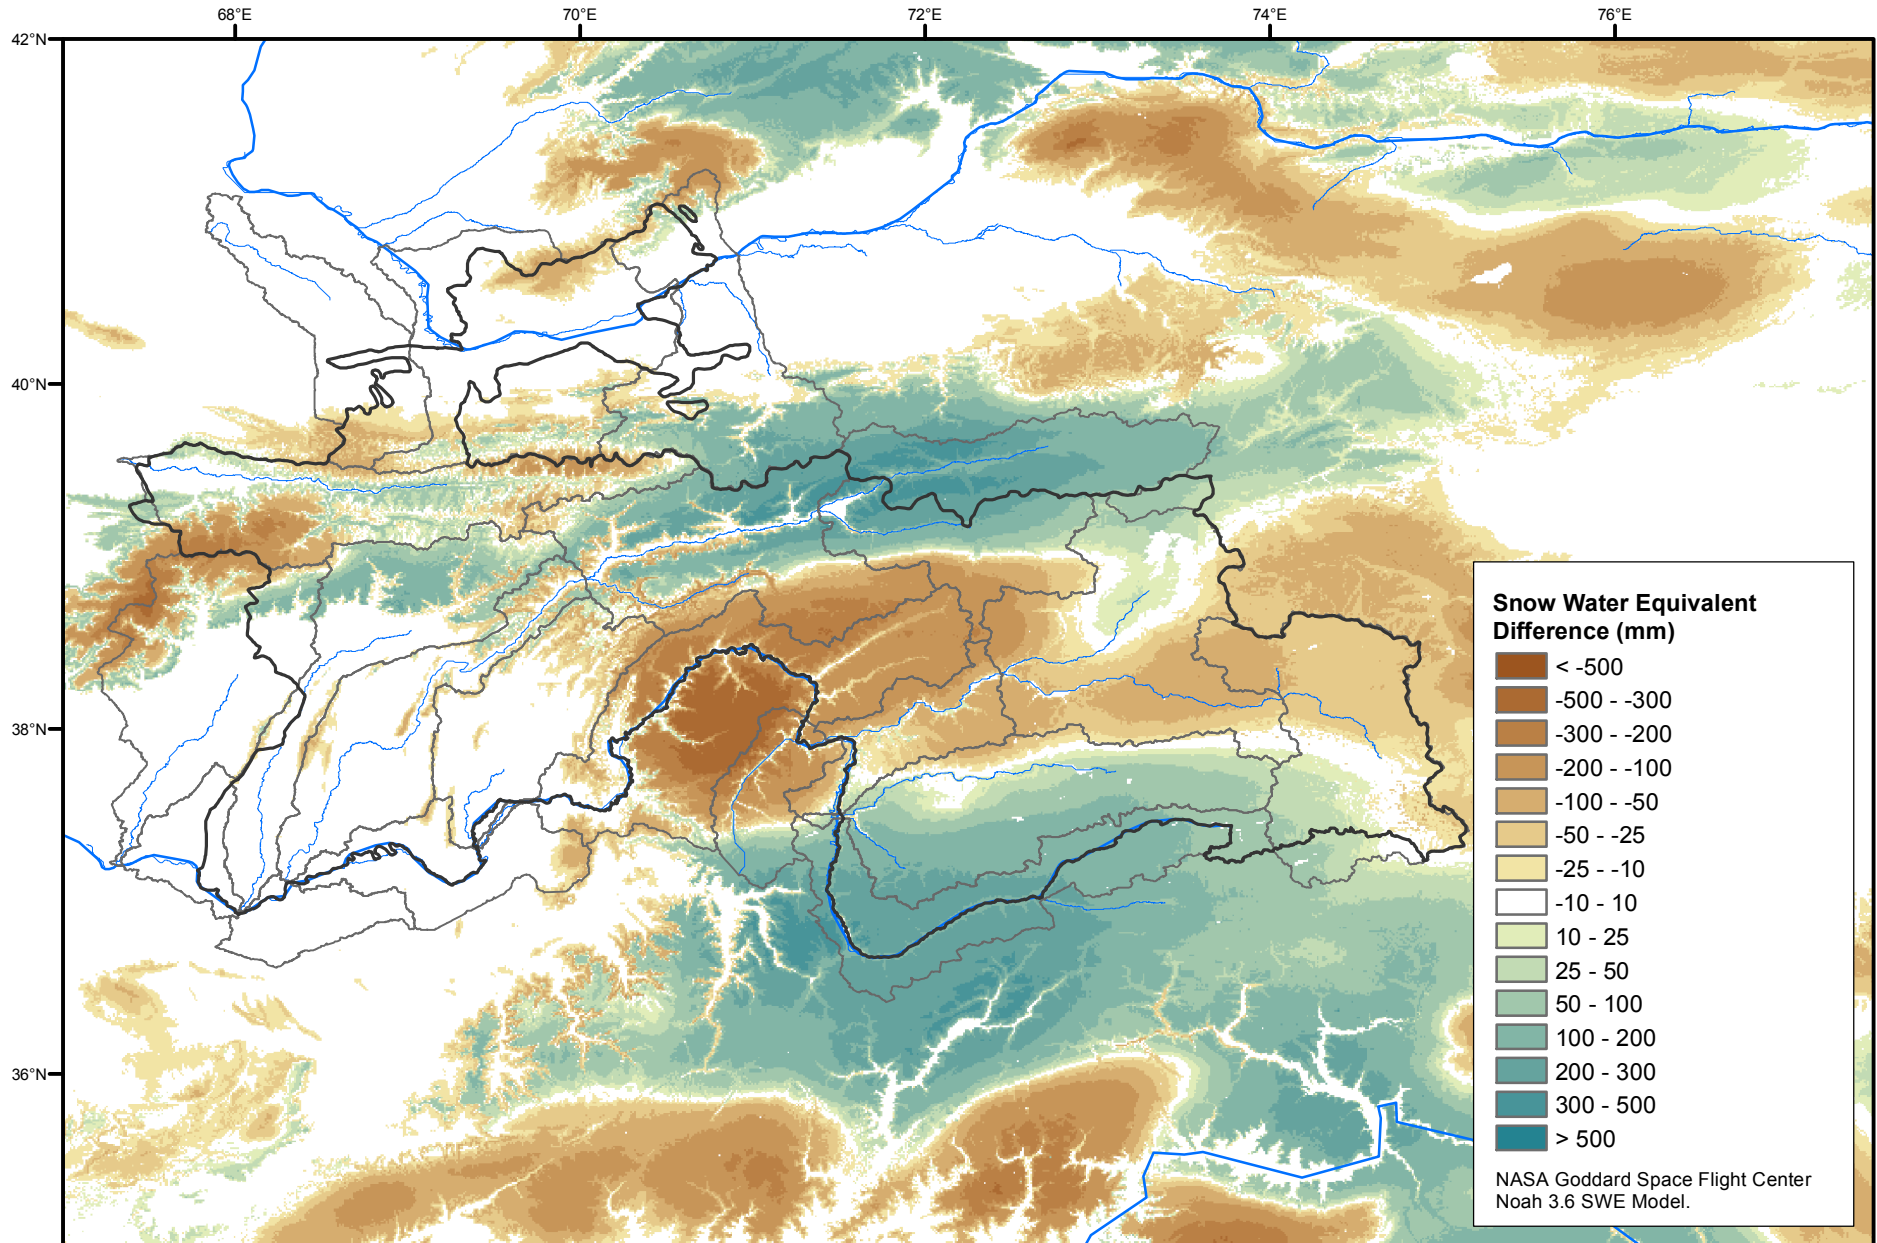 68°E 70°E 72°E 74°E 76°E
42°N
40°N
38°N
36°N
Snow Water Equivalent
Difference (mm)
< -500
-500 - -300
-300 - -200
-200 - -100
-100 - -50
-50 - -25
-25 - -10
-10 - 10
10 - 25
25 - 50
50 - 100
100 - 200
200 - 300
300 - 500
> 500
NASA Goddard Space Flight Center
Noah 3.6 SWE Model.